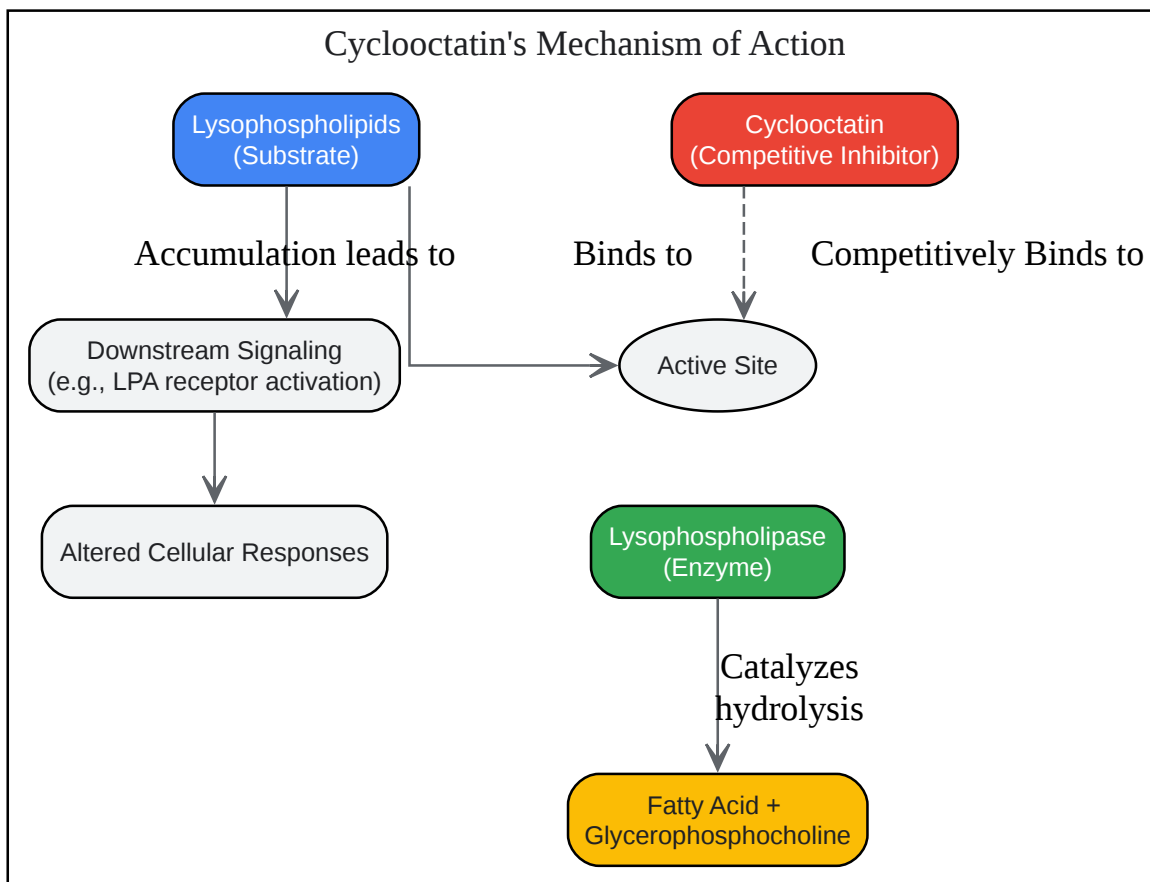 Cyclooctatin's Mechanism of Action
Lysophospholipids
(Substrate)
Cyclooctatin
(Competitive Inhibitor)
Accumulation leads to
Binds to
Competitively Binds to
Downstream Signaling
(e.g., LPA receptor activation)
Active Site
Altered Cellular Responses
Lysophospholipase
(Enzyme)
Catalyzes
hydrolysis
Fatty Acid +
Glycerophosphocholine